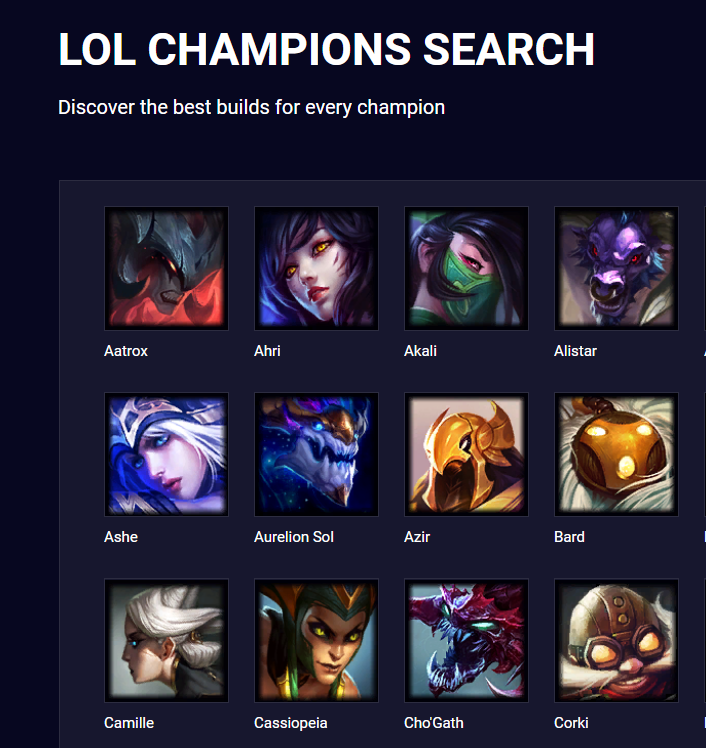 LOL CHAMPIONS SEARCH
Discover the best builds for every champion
Aatrox
Ahri
Akali
Alistar
Ashe
Aurelion Sol
Azir
Bard
Camille
Cassiopeia
Cho'Gath
Corki